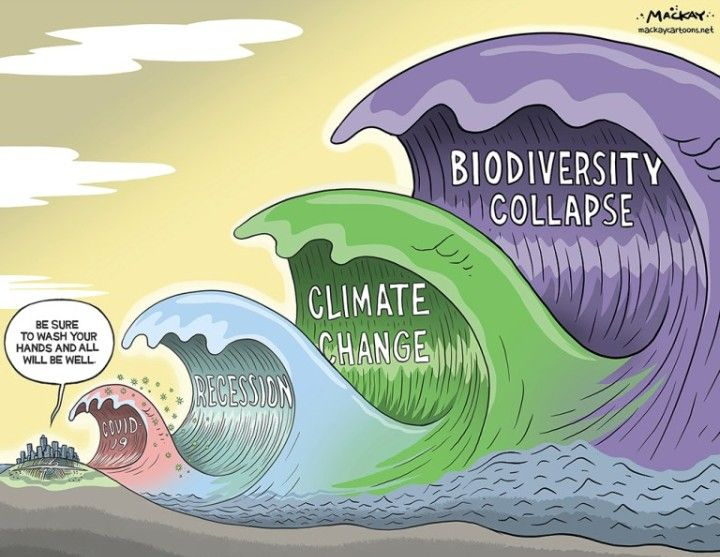 MACKAY
mackaycartoons.net
BIODIVERSITY
COLLAPSE
CLIMATE
CHANGE
BE SURE
TO WASH YOUR
HANDS AND ALL
WILL BE WELL.
RECESSION
COVID
19